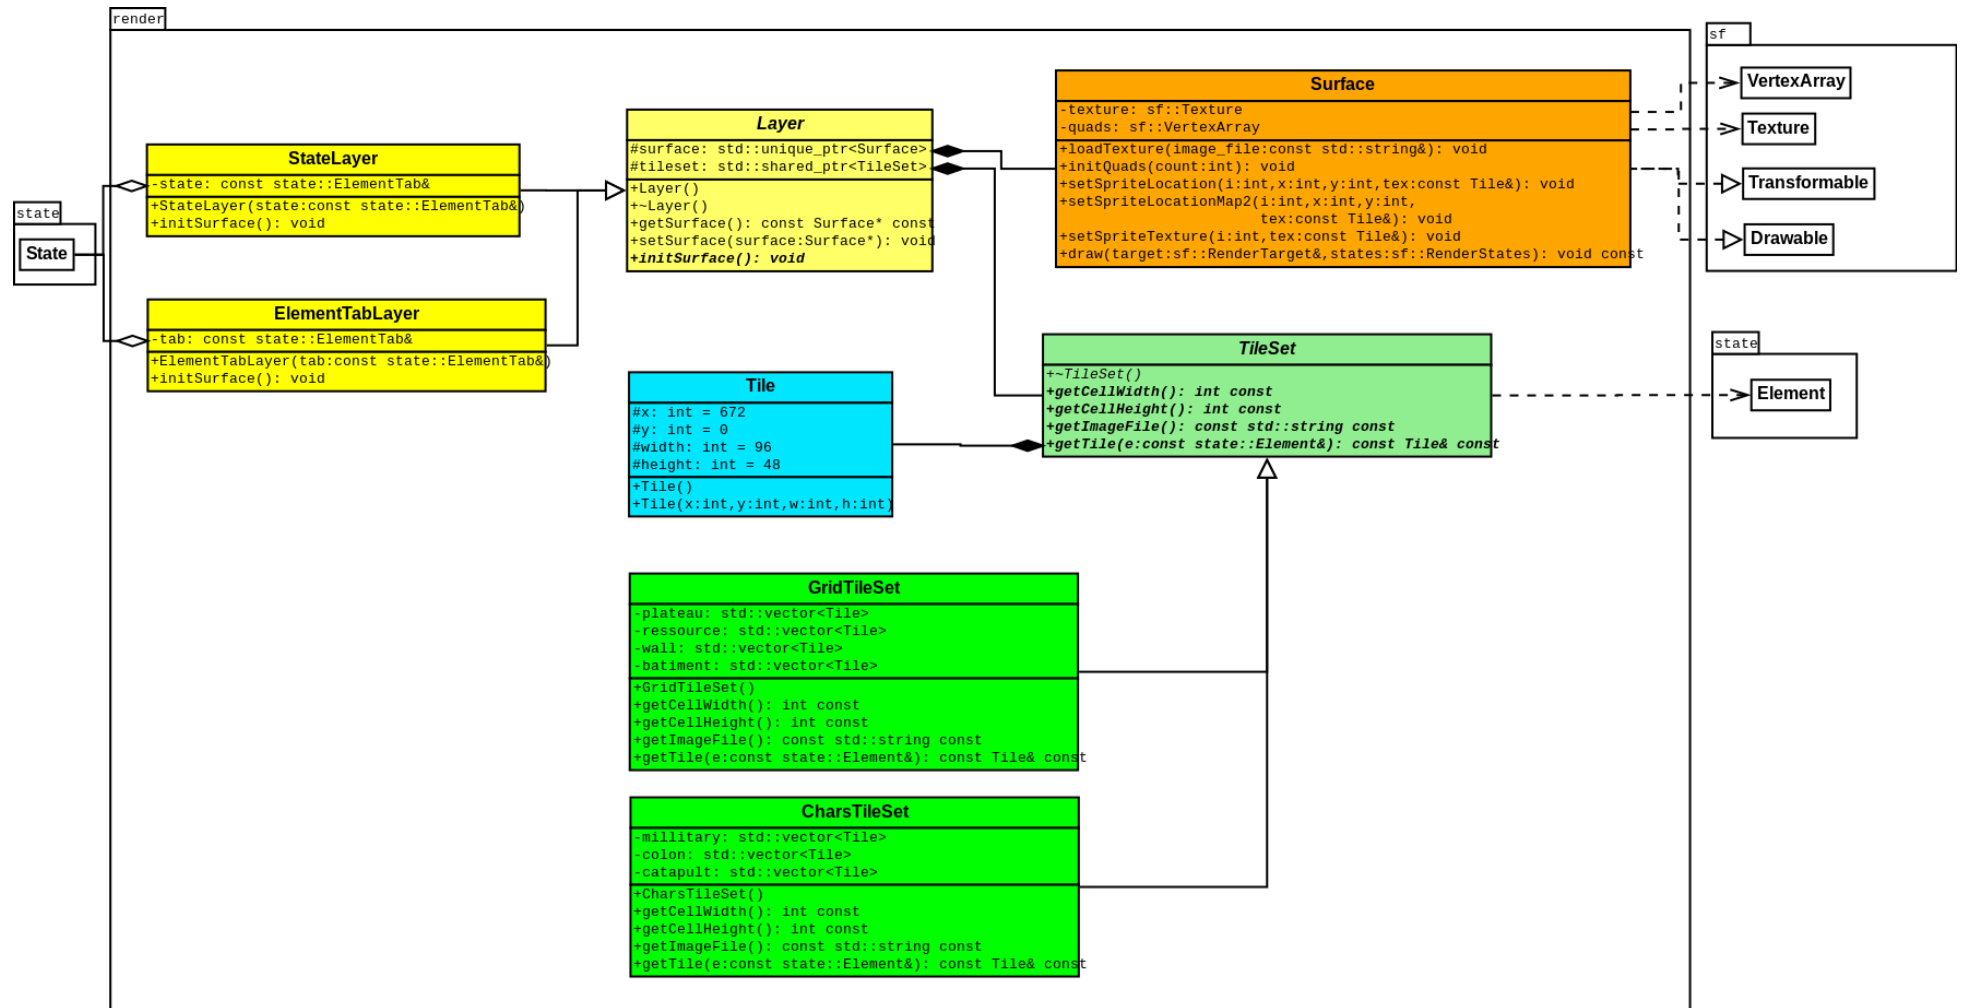 render
sf
VertexArray
Texture
Transformable
Drawable
Surface
-texture: sf::Texture
-quads: sf::VertexArray
+loadTexture(image_file:const std::string&): void
+initQuads(count:int): void
+setSpriteLocation(i:int,x:int,y:int,tex:const Tile&): void
+setSpriteLocationMap2(i:int,x:int,y:int,
tex:const Tile&): void
+setSpriteTexture(i:int,tex:const Tile&): void
+draw(target:sf::RenderTarget&,states:sf::RenderStates): void const
Layer
#surface: std::unique_ptr<Surface>
#tileset: std::shared_ptr<TileSet>
+Layer()
+~Layer()
+getSurface(): const Surface* const
+setSurface(surface:Surface*): void
+initSurface(): void
StateLayer
-state: const state::ElementTab&
+StateLayer(state:const state::ElementTab&)
+initSurface(): void
state
State
ElementTabLayer
-tab: const state::ElementTab&
+ElementTabLayer(tab:const state::ElementTab&)
+initSurface(): void
TileSet
+~TileSet()
+getCellWidth(): int const
+getCellHeight(): int const
+getImageFile(): const std::string const
+getTile(e:const state::Element&): const Tile& const
state
Element
Tile
#x: int = 672
#y: int = 0
#width: int = 96
#height: int = 48
+Tile()
+Tile(x:int,y:int,w:int,h:int)
GridTileSet
-plateau: std::vector<Tile>
-ressource: std::vector<Tile>
-wall: std::vector<Tile>
-batiment: std::vector<Tile>
+GridTileSet()
+getCellWidth(): int const
+getCellHeight(): int const
+getImageFile(): const std::string const
+getTile(e:const state::Element&): const Tile& const
CharsTileSet
-millitary: std::vector<Tile>
-colon: std::vector<Tile>
-catapult: std::vector<Tile>
+CharsTileSet()
+getCellWidth(): int const
+getCellHeight(): int const
+getImageFile(): const std::string const
+getTile(e:const state::Element&): const Tile& const